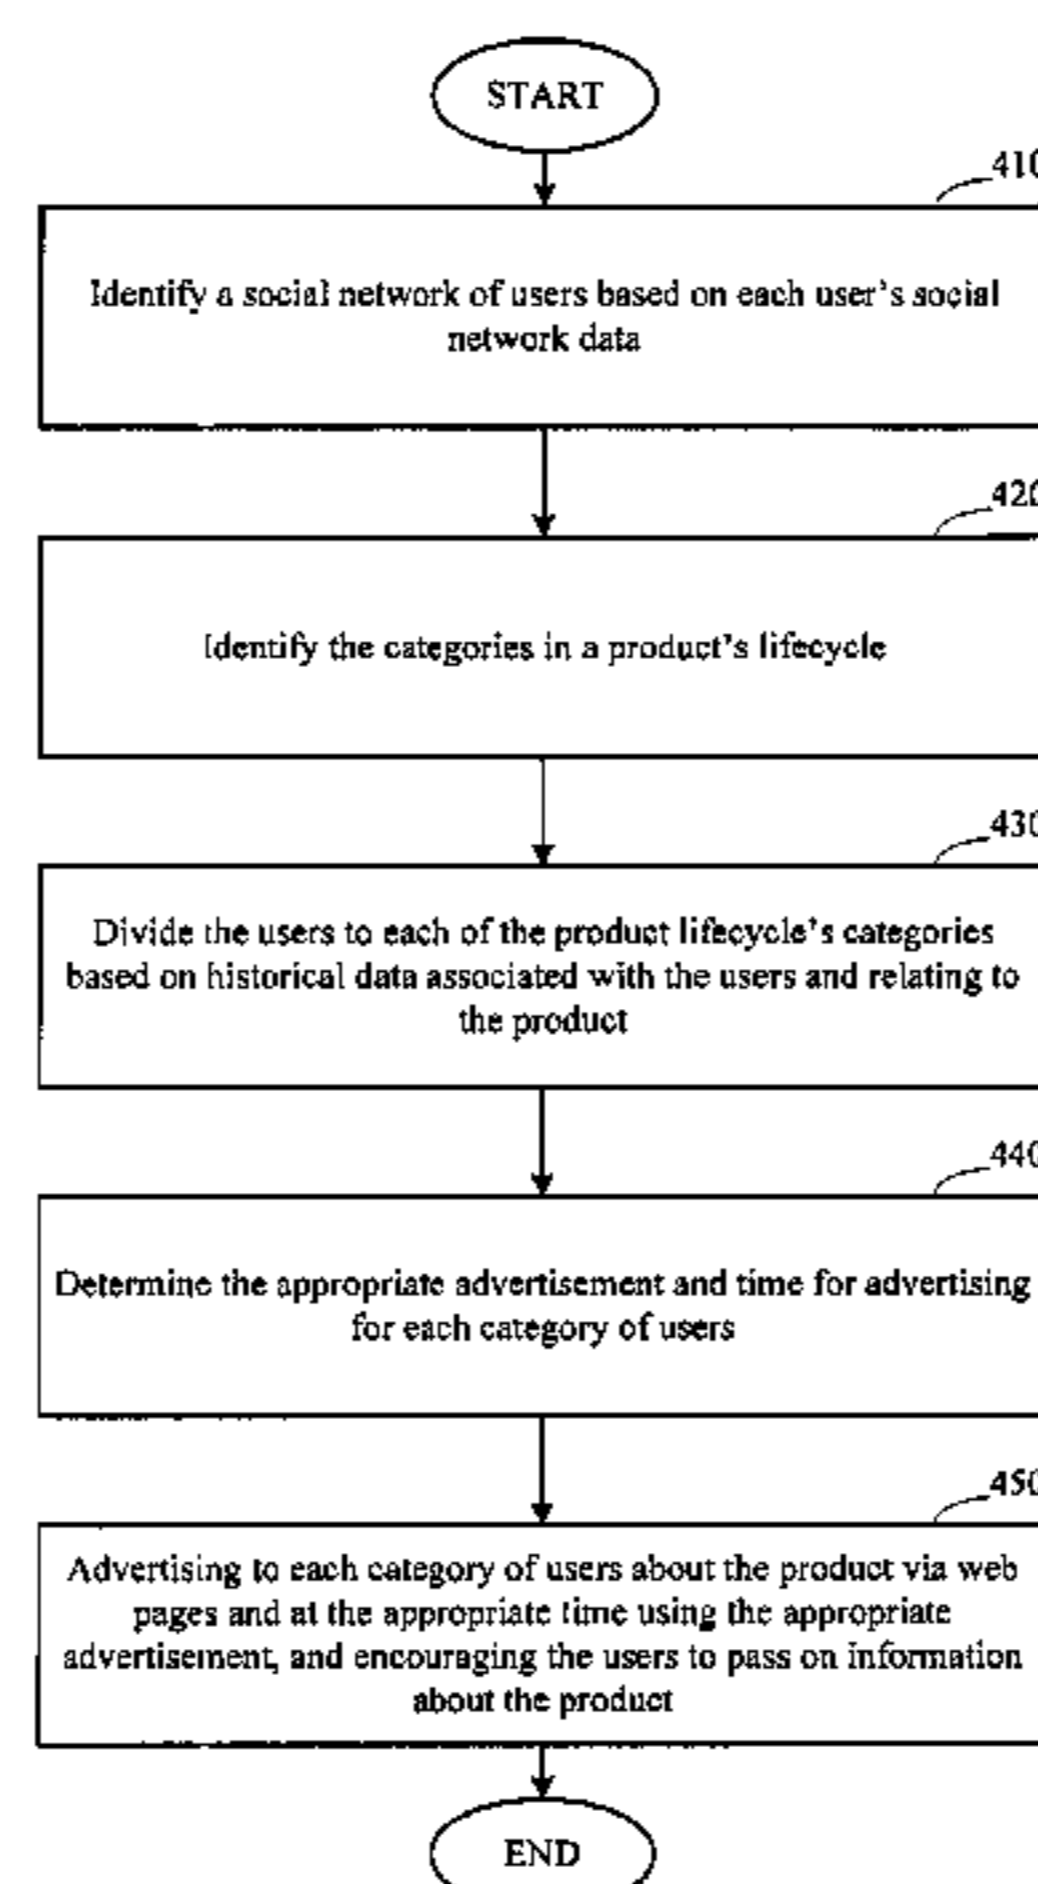 START
410
Identify a social network of users based on each user's social
network data
420
Identify the categories in a product's lifecycle
430
Divide the users to each of the product lifecycle's categories
based on historical data associated with the users and relating to
the product
440
Determine the appropriate advertisement and time for advertising
for each category of users
450
Advertising to each category of users about the product via web
pages and at the appropriate time using the appropriate
advertisement, and encouraging the users to pass on information
about the product
END